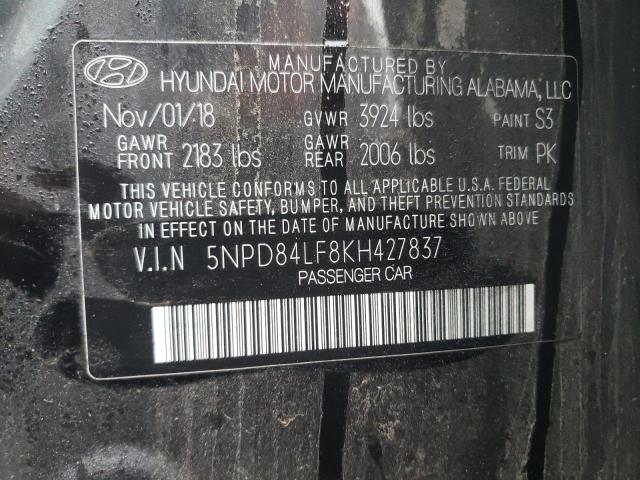 MANUFACTURED BY
HYUNDAI MOTOR MANUFACTURING ALABAMA, LLC
Nov/01/18 GVWR 3924 lbs PAINT S3
GAWR FRONT 2183 lbs GAWR REAR 2006 lbs TRIM PK
THIS VEHICLE CONFORMS TO ALL APPLICABLE U.S.A. FEDERAL
MOTOR VEHICLE SAFETY, BUMPER, AND THEFT PREVENTION STANDARDS
IN EFFECT ON THE DATE OF MANUFACTURE SHOWN ABOVE
V.I.N 5NPD84LF8KH427837
PASSENGER CAR